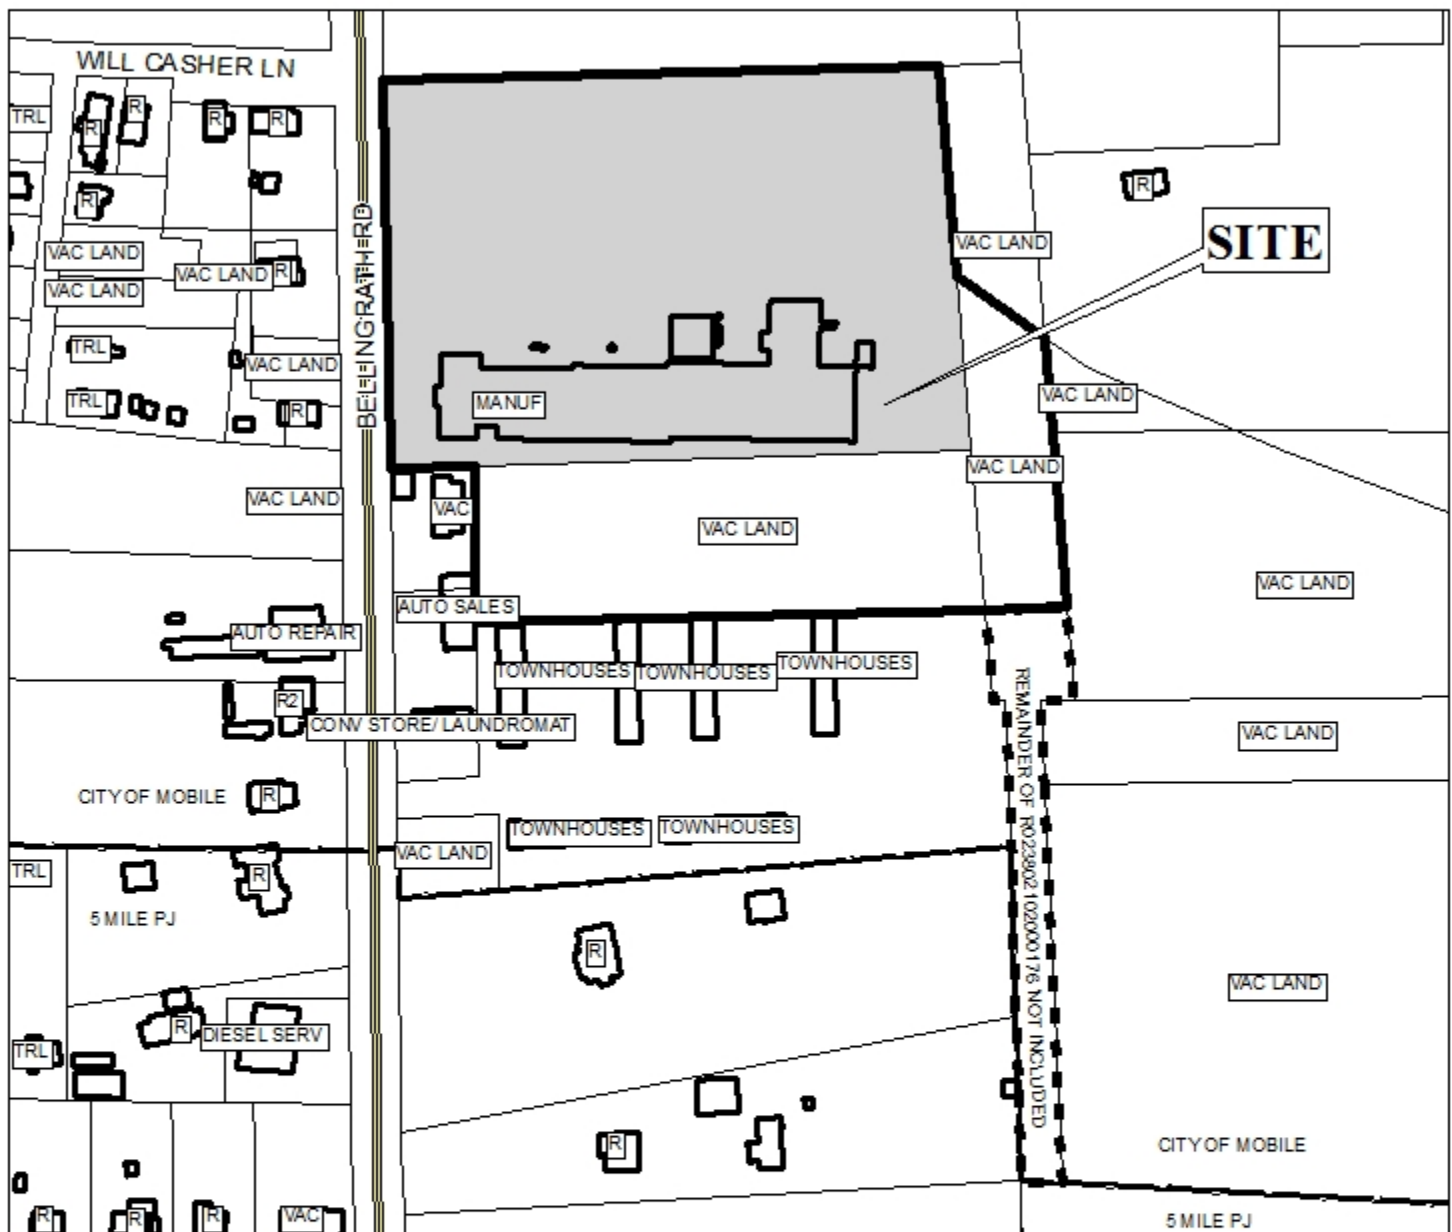 WILL CASHER LN
TRL
R
R
R
R
R
R
VAC LAND
SITE
VAC LAND
VAC LAND
R
VAC LAND
BELLINGRATH RD
TRL
VAC LAND
TRL
R
MANUF
VAC LAND
VAC LAND
VAC LAND
VAC
VAC LAND
VAC LAND
AUTO SALES
AUTO REPAIR
TOWNHOUSES
TOWNHOUSES
TOWNHOUSES
R2
CONV STORE/ LAUNDROMAT
VAC LAND
CITY OF MOBILE
R
TOWNHOUSES
TOWNHOUSES
VAC LAND
TRL
R
5 MILE PJ
REMAINDER OF R023802102000176 NOT INCLUDED
R
VAC LAND
R
DIESEL SERV
TRL
R
CITY OF MOBILE
R
R
R
VAC
5 MILE PJ